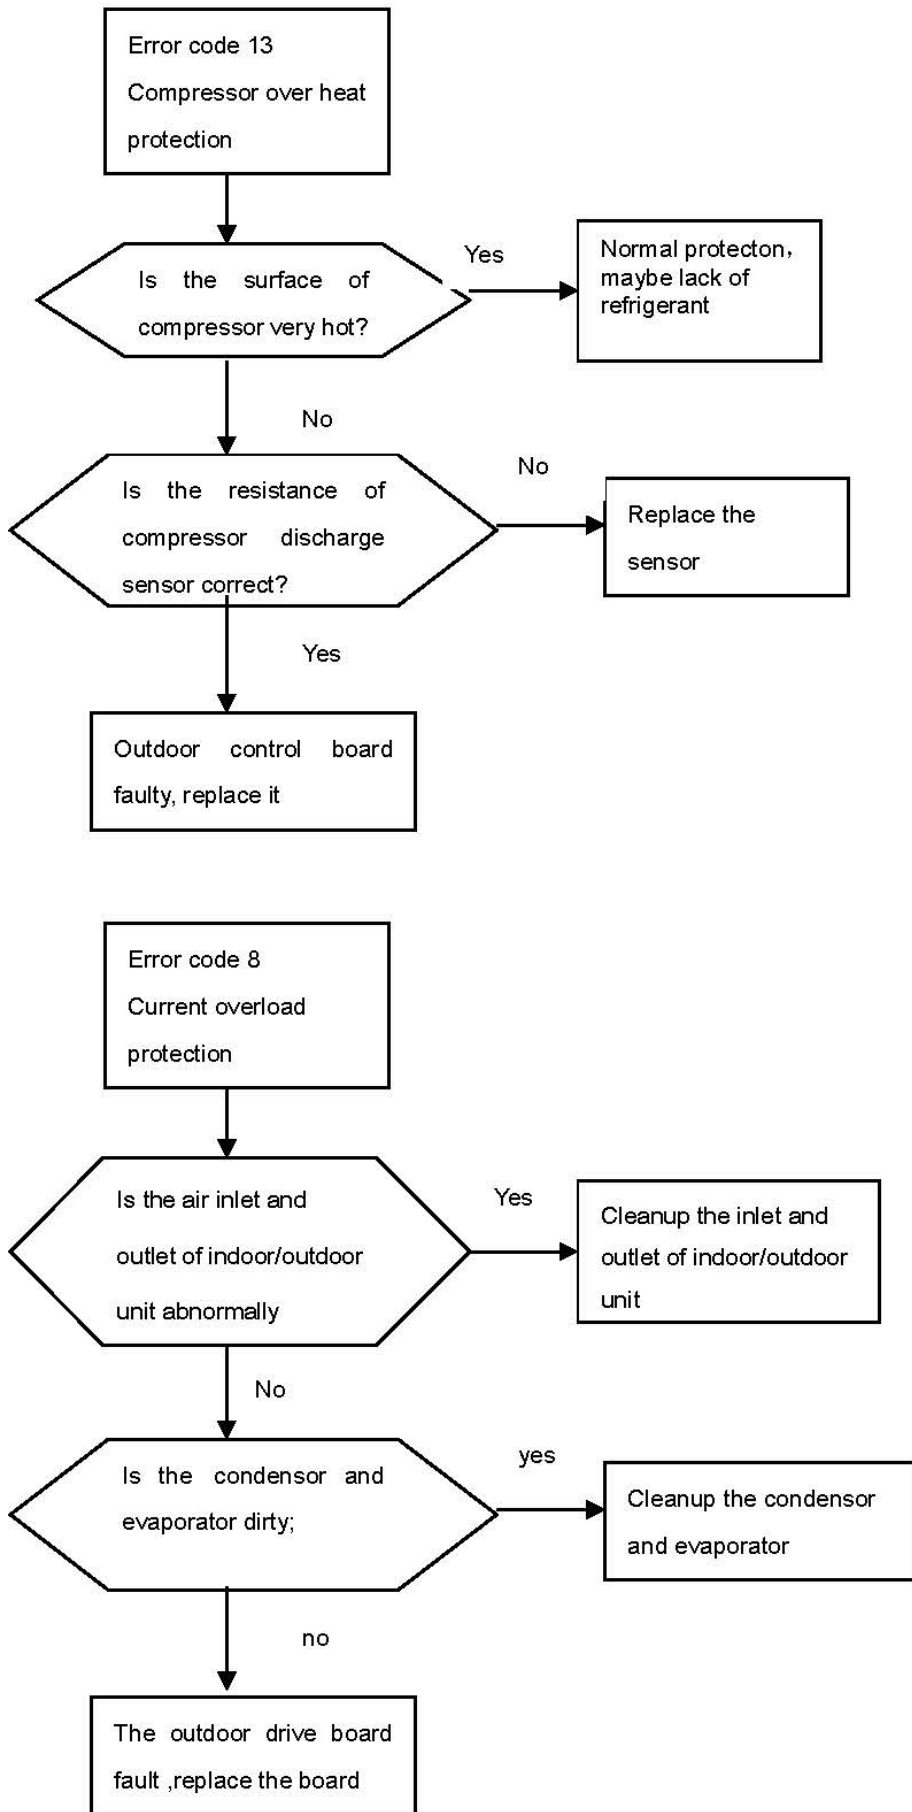 Error code 13
Compressor over heat
protection
Yes
Normal protecton，
maybe lack of
refrigerant
Is the surface of
compressor very hot?
No
No
Is the resistance of
compressor discharge
sensor correct?
Replace the
sensor
Yes
Outdoor control board
faulty, replace it
Error code 8
Current overload
protection
Is the air inlet and
outlet of indoor/outdoor
unit abnormally
Yes
Cleanup the inlet and
outlet of indoor/outdoor
unit
No
Is the condensor and
evaporator dirty;
yes
Cleanup the condensor
and evaporator
no
The outdoor drive board
fault ,replace the board